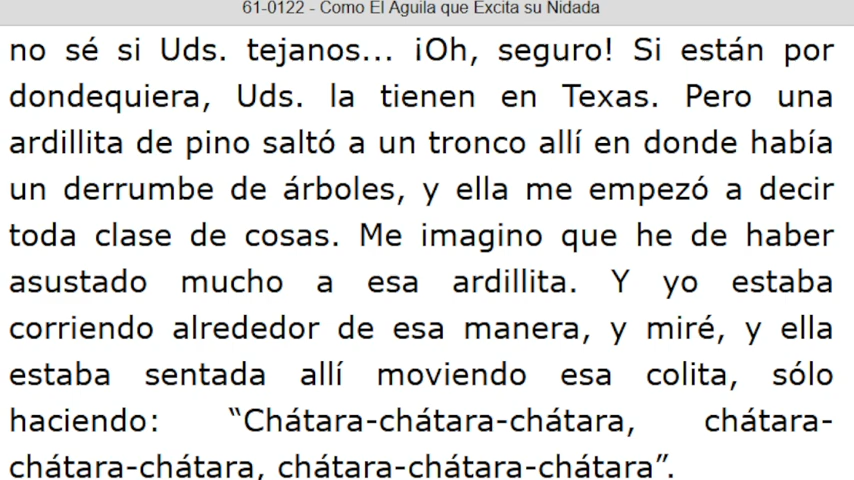 61-0122 - Como El Aguila que Excita su Nidada
no sé si Uds. tejanos... ¡Oh, seguro! Si están por
dondequiera, Uds. la tienen en Texas. Pero una
ardillita de pino saltó a un tronco allí en donde había
un derrumbe de árboles, y ella me empezó a decir
toda clase de cosas. Me imagino que he de haber
asustado mucho a esa ardillita. Y yo estaba
corriendo alrededor de esa manera, y miré, y ella
estaba sentada allí moviendo esa colita, sólo
haciendo: “Chátara-chátara-chátara, chátara-
chátara-chátara, chátara-chátara-chátara”.